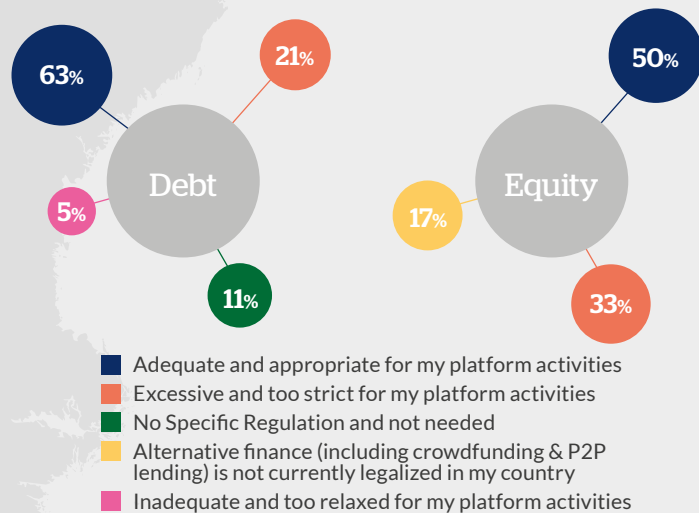 63%
21%
Debt
5%
11%
50%
Equity
17%
33%
Adequate and appropriate for my platform activities
Excessive and too strict for my platform activities
No Specific Regulation and not needed
Alternative finance (including crowdfunding & P2P
lending) is not currently legalized in my country
Inadequate and too relaxed for my platform activities